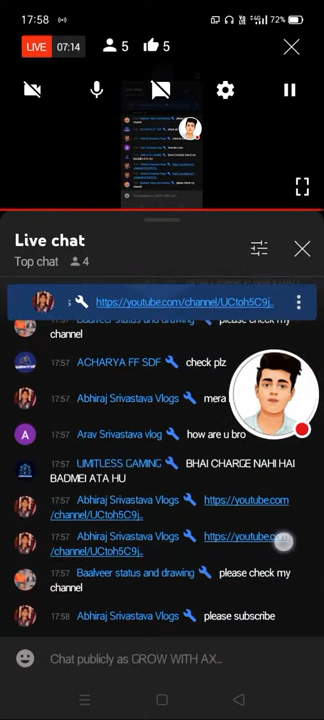 17:58
72%
LIVE 07:14 5 5
Live chat
Top chat 4
s https://youtube.com/channel/UCtoh5C9j..
Baalveer status and drawing please check my
channel
17:57 ACHARYA FF SDF check plz
17:57 Abhiraj Srivastava Vlogs mera
17:57 Arav Srivastava vlog how are u bro
17:57 LIMITLESS GAMING BHAI CHARGE NAHI HAI
BADMEI ATA HU
17:57 Abhiraj Srivastava Vlogs https://youtube.com
/channel/UCtoh5C9j..
17:57 Abhiraj Srivastava Vlogs https://youtube.com
/channel/UCtoh5C9j..
17:57 Baalveer status and drawing please check my
channel
17:58 Abhiraj Srivastava Vlogs please subscribe
Chat publicly as GROW WITH AX...